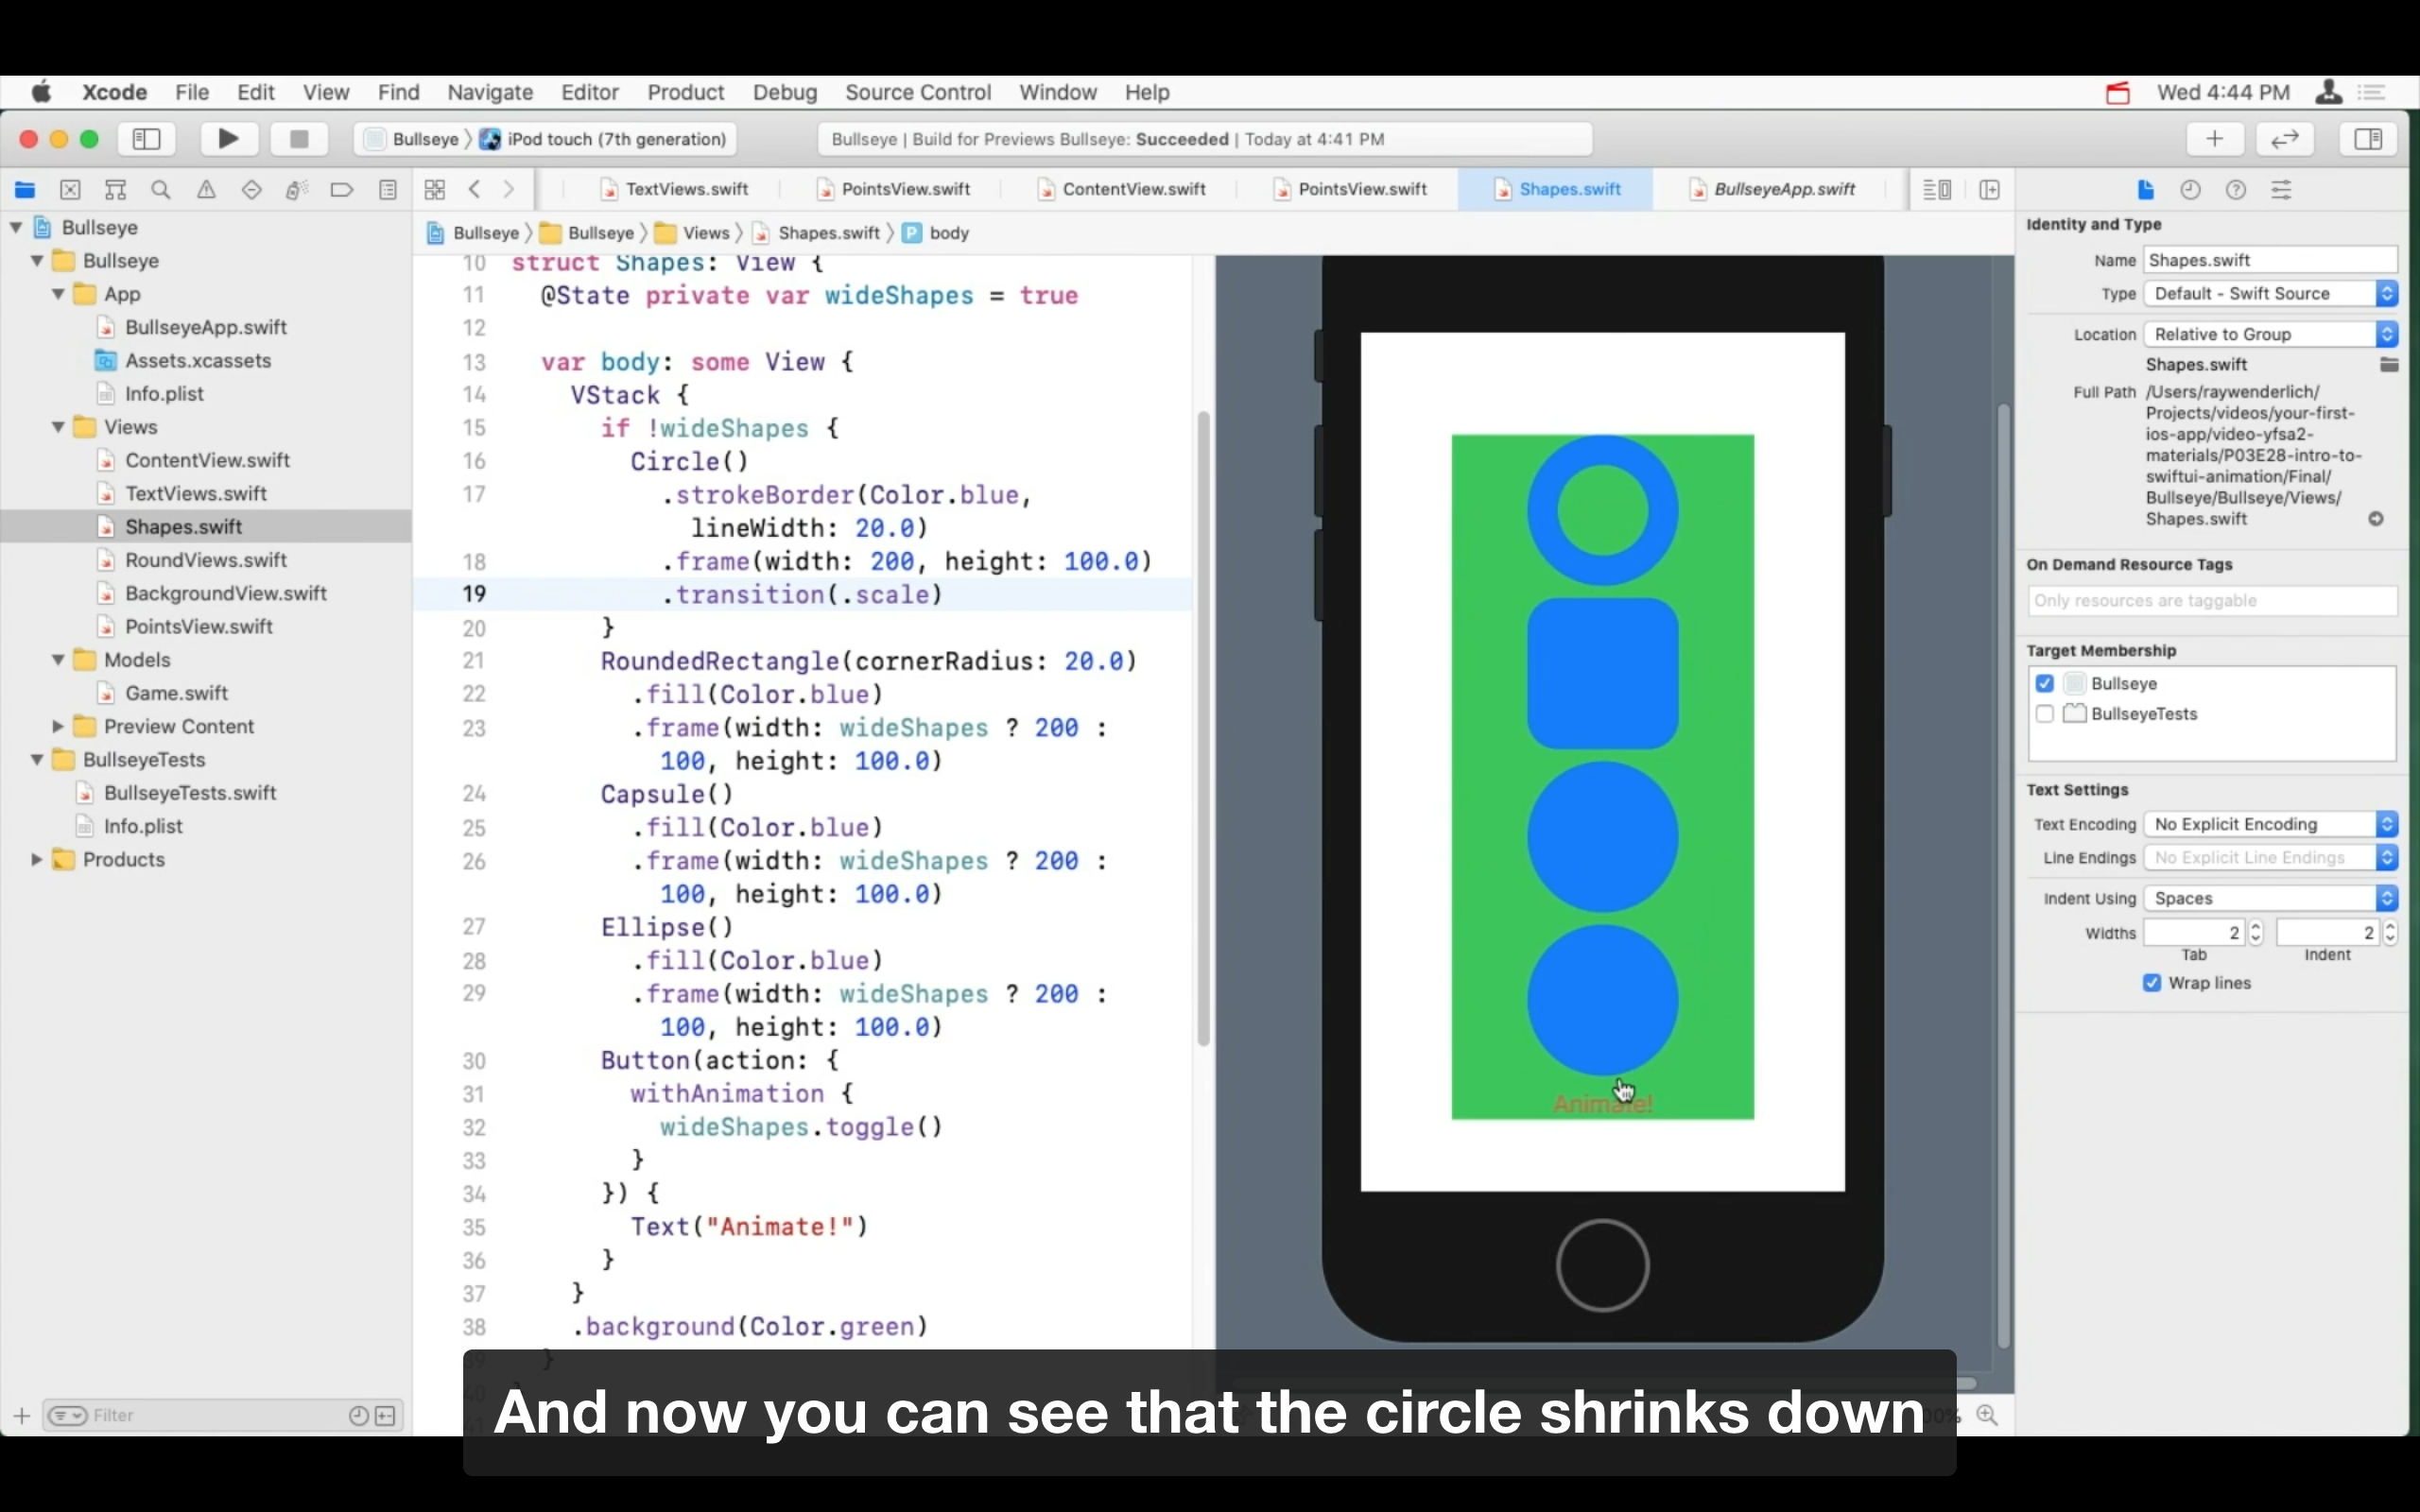 Xcode File Edit View Find Navigate Editor Product Debug Source Control Window Help Wed 4:44 PM
Bullseye 〉 iPod touch (7th generation) Bullseye | Build for Previews Bullseye: Succeeded | Today at 4:41 PM
TextViews.swift PointsView.swift ContentView.swift PointsView.swift Shapes.swift BullseyeApp.swift
Bullseye 〉 Bullseye 〉 Views 〉 Shapes.swift 〉 P body
Bullseye
Bullseye
App
BullseyeApp.swift
Assets.xcassets
Info.plist
Views
ContentView.swift
TextViews.swift
Shapes.swift
RoundViews.swift
BackgroundView.swift
PointsView.swift
Models
Game.swift
Preview Content
BullseyeTests
BullseyeTests.swift
Info.plist
Products
Filter
10 struct Shapes: View {
11 @State private var wideShapes = true
12
13 var body: some View {
14 VStack {
15 if !wideShapes {
16 Circle()
17 .strokeBorder(Color.blue,
lineWidth: 20.0)
18 .frame(width: 200, height: 100.0)
19 .transition(.scale)
20 }
21 RoundedRectangle(cornerRadius: 20.0)
22 .fill(Color.blue)
23 .frame(width: wideShapes ? 200 :
100, height: 100.0)
24 Capsule()
25 .fill(Color.blue)
26 .frame(width: wideShapes ? 200 :
100, height: 100.0)
27 Ellipse()
28 .fill(Color.blue)
29 .frame(width: wideShapes ? 200 :
100, height: 100.0)
30 Button(action: {
31 withAnimation {
32 wideShapes.toggle()
33 }
34 }) {
35 Text("Animate!")
36 }
37 }
38 .background(Color.green)
39 }
40
Animate!
Identity and Type
Name Shapes.swift
Type Default - Swift Source
Location Relative to Group
Shapes.swift
Full Path /Users/raywenderlich/
Projects/videos/your-first-
ios-app/video-yfsa2-
materials/P03E28-intro-to-
swiftui-animation/Final/
Bullseye/Bullseye/Views/
Shapes.swift
On Demand Resource Tags
Only resources are taggable
Target Membership
Bullseye
BullseyeTests
Text Settings
Text Encoding No Explicit Encoding
Line Endings No Explicit Line Endings
Indent Using Spaces
Widths 2 2
Tab Indent
Wrap lines
And now you can see that the circle shrinks down